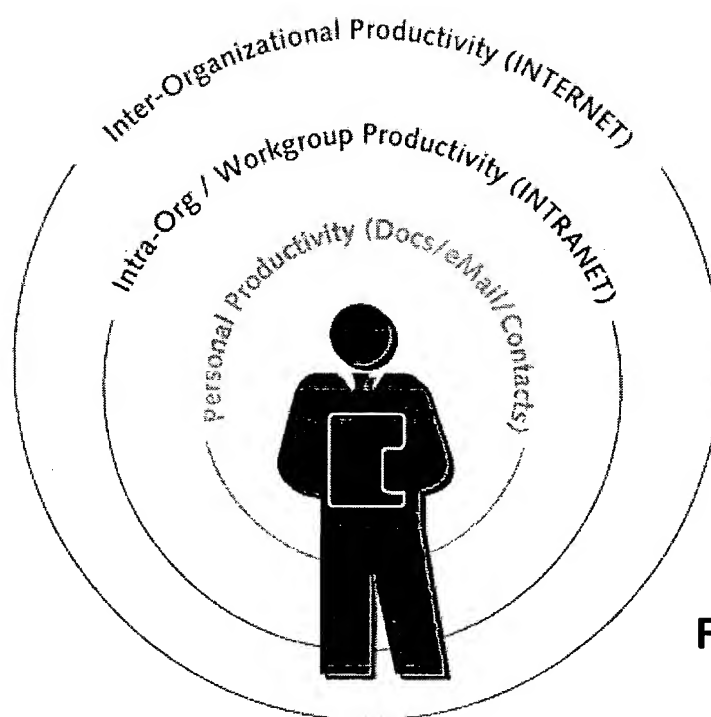 Inter-Organizational Productivity (INTERNET)
Intra-Org / Workgroup Productivity (INTRANET)
Personal Productivity (Docs/eMail/Contacts)
F